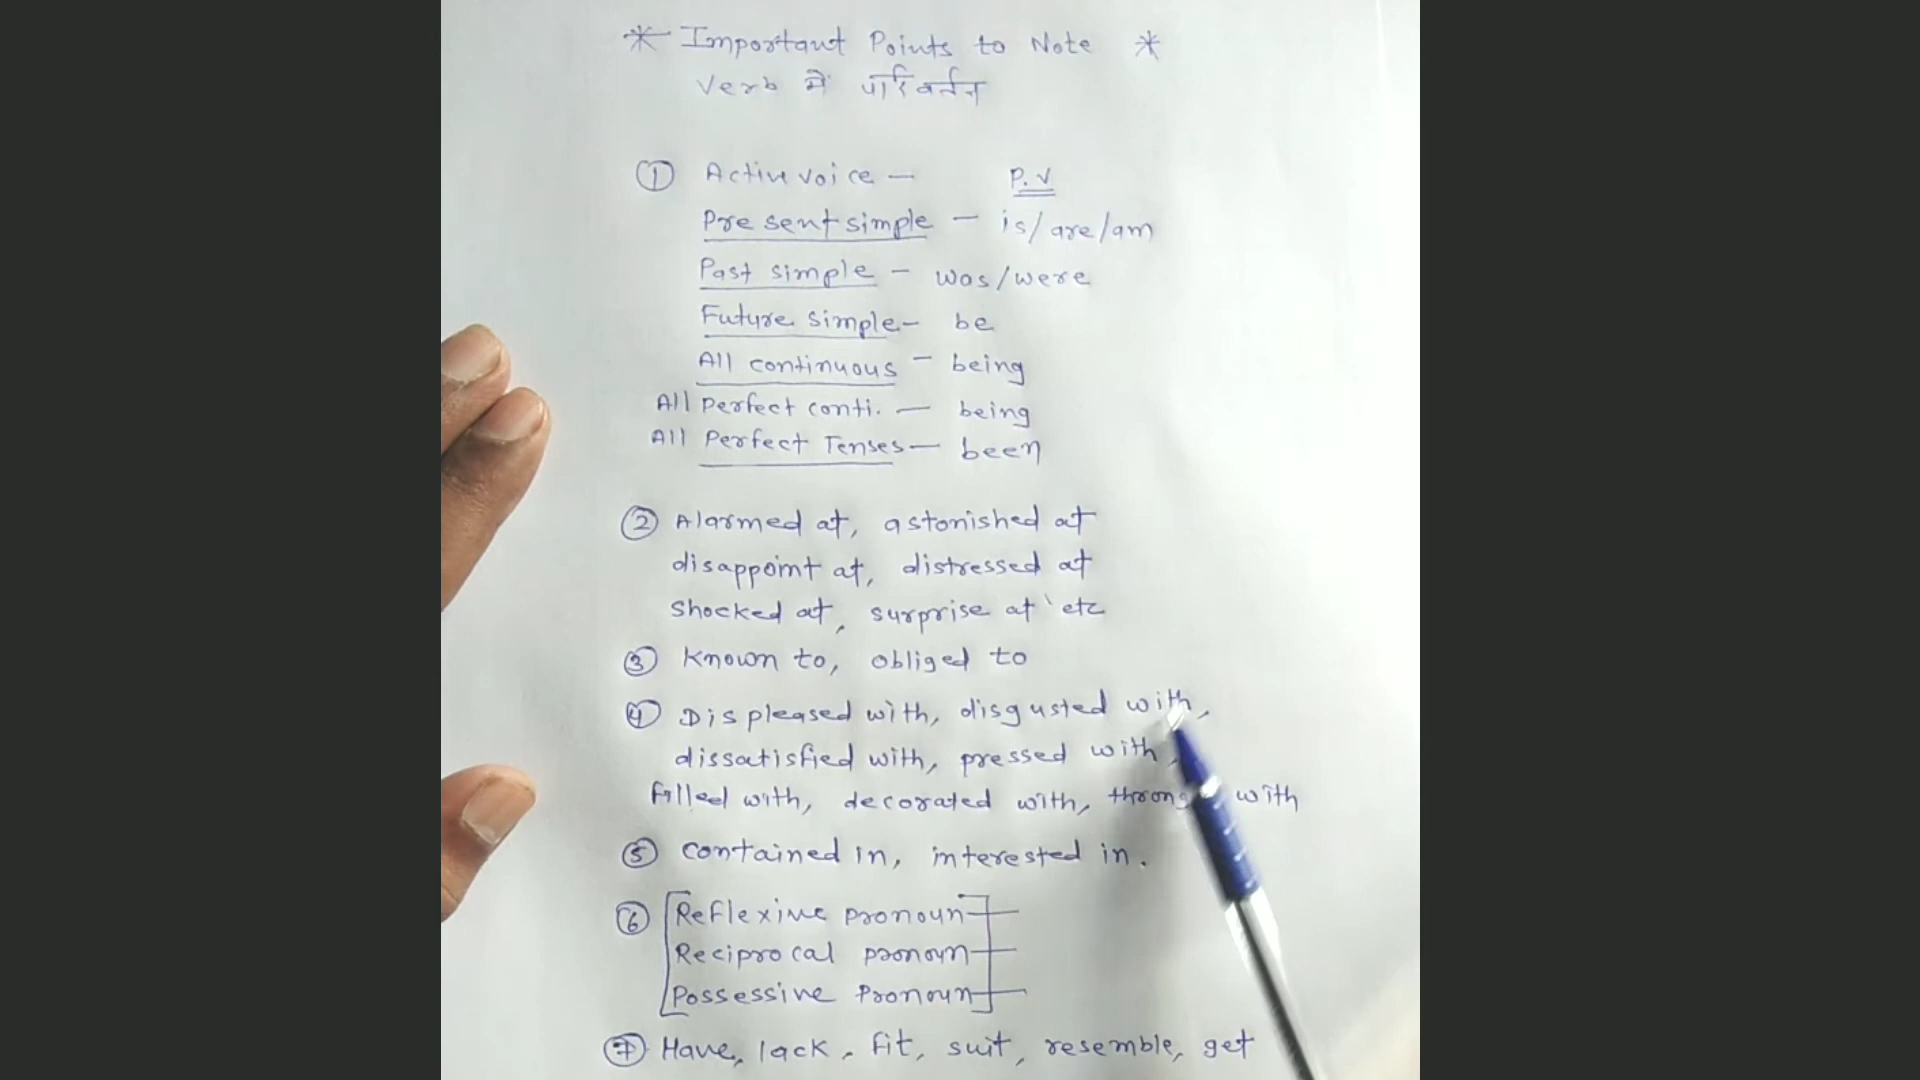 * Important Points to Note *
Verb में परिवर्तन
① Active voice — P.V
Present simple — is/are/am
Past simple — was/were
Future simple — be
All continuous — being
All Perfect conti. — being
All Perfect Tenses — been
② Alarmed at, astonished at
disappoint at, distressed at
shocked at, surprise at etc
③ Known to, obliged to
④ Displeased with, disgusted with,
dissatisfied with, pressed with,
filled with, decorated with, with
⑤ contained in, interested in.
⑥ Reflexive pronoun
Reciprocal pronoun
Possessive Pronoun
⑦ Have, lack, fit, suit, resemble, get